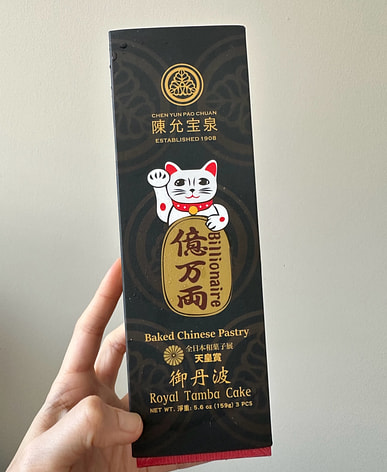 CHEN YUN PAO CHUAN
陳允宝泉
ESTABLISHED 1908
億万両
Billionaire
Baked Chinese Pastry
全日本和菓子展
天皇賞
御丹波
Royal Tamba Cake
NET WT. 淨重: 5.6 oz (159g) 3 PCS